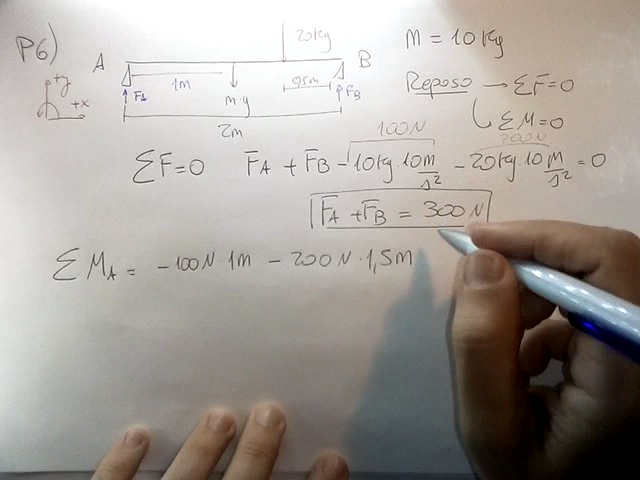 P6)
20kg
M = 10 Kg
A
B
+y
+x
FA
1m
m·g
0,5m
FB
2m
Reposo → ΣF=0
ΣM=0
100N
200N
ΣF=0 FA + FB - 10kg·10 m/s² - 20kg·10 m/s² = 0
FA + FB = 300 N
ΣMA = -100N·1m - 200N·1,5m